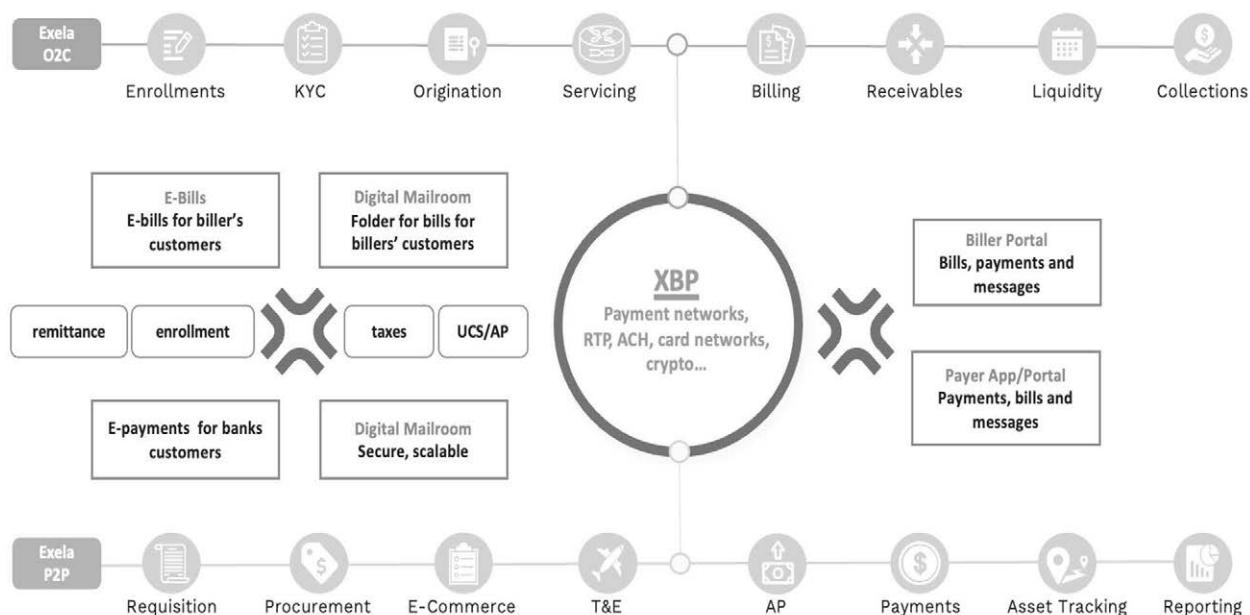 Exela
O2C
Enrollments
KYC
Origination
Servicing
Billing
Receivables
Liquidity
Collections
E-Bills
E-bills for biller's
customers
Digital Mailroom
Folder for bills for
billers' customers
remittance
enrollment
taxes
UCS/AP
E-payments for banks
customers
Digital Mailroom
Secure, scalable
XBP
Payment networks,
RTP, ACH, card networks,
crypto...
Biller Portal
Bills, payments and
messages
Payer App/Portal
Payments, bills and
messages
Exela
P2P
Requisition
Procurement
E-Commerce
T&E
AP
Payments
Asset Tracking
Reporting